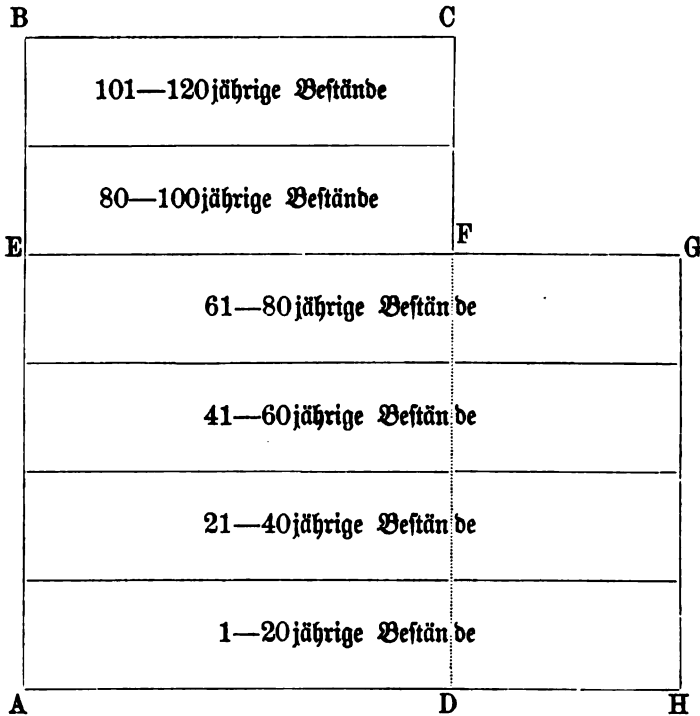 B C
101—120jährige Beſtände
80—100jährige Beſtände
E F G
61—80jährige Beſtände
41—60jährige Beſtände
21—40jährige Beſtände
1—20jährige Beſtände
A D H